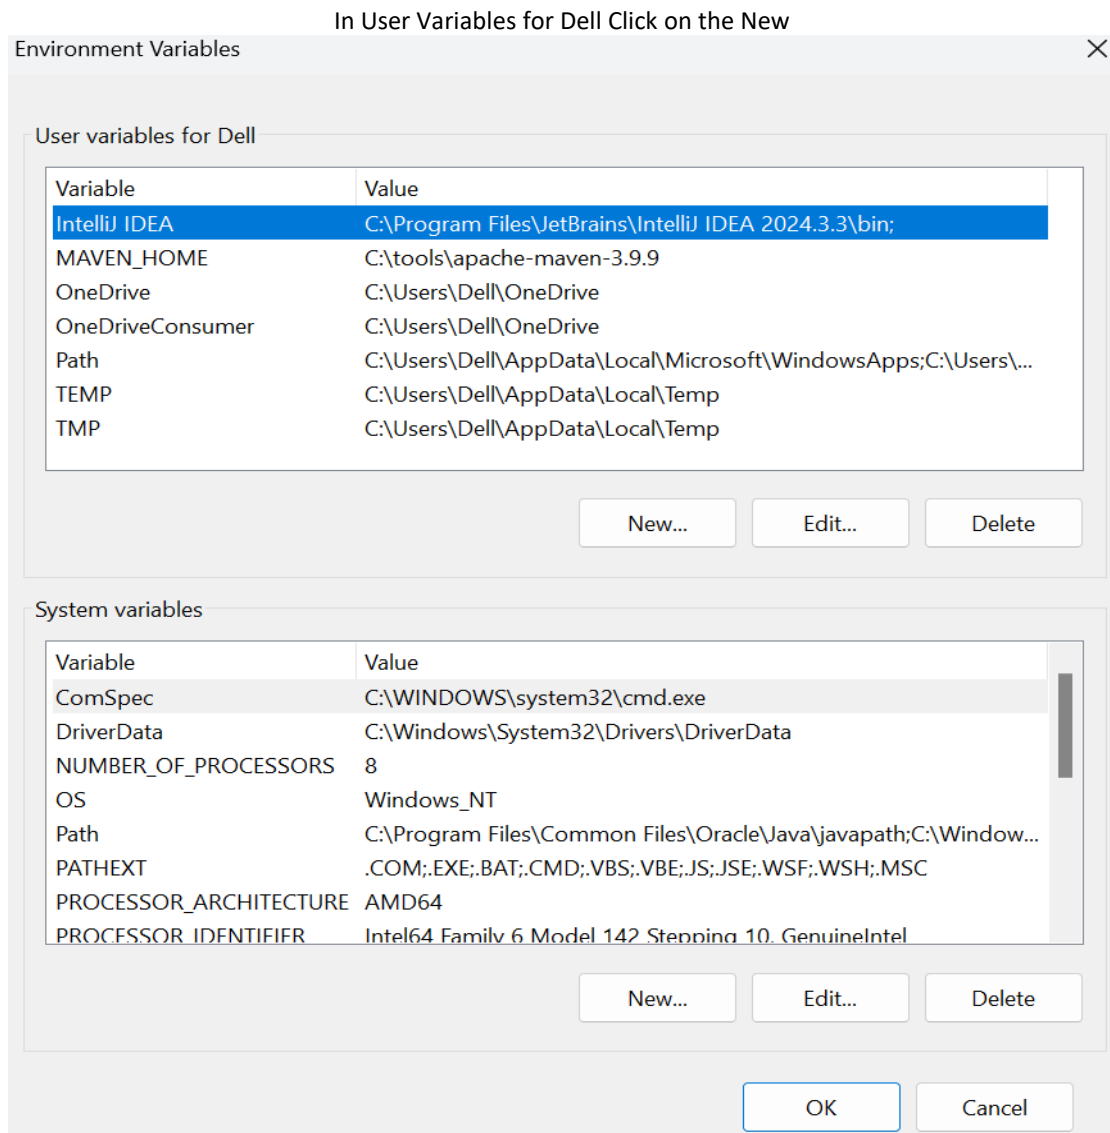 In User Variables for Dell Click on the New
Environment Variables
User variables for Dell
Variable Value
IntelliJ IDEA C:\Program Files\JetBrains\IntelliJ IDEA 2024.3.3\bin;
MAVEN_HOME C:\tools\apache-maven-3.9.9
OneDrive C:\Users\Dell\OneDrive
OneDriveConsumer C:\Users\Dell\OneDrive
Path C:\Users\Dell\AppData\Local\Microsoft\WindowsApps;C:\Users\...
TEMP C:\Users\Dell\AppData\Local\Temp
TMP C:\Users\Dell\AppData\Local\Temp
New... Edit... Delete
System variables
Variable Value
ComSpec C:\WINDOWS\system32\cmd.exe
DriverData C:\Windows\System32\Drivers\DriverData
NUMBER_OF_PROCESSORS 8
OS Windows_NT
Path C:\Program Files\Common Files\Oracle\Java\javapath;C:\Window...
PATHEXT .COM;.EXE;.BAT;.CMD;.VBS;.VBE;.JS;.JSE;.WSF;.WSH;.MSC
PROCESSOR_ARCHITECTURE AMD64
PROCESSOR_IDENTIFIER Intel64 Family 6 Model 142 Stepping 10, GenuineIntel
New... Edit... Delete
OK Cancel